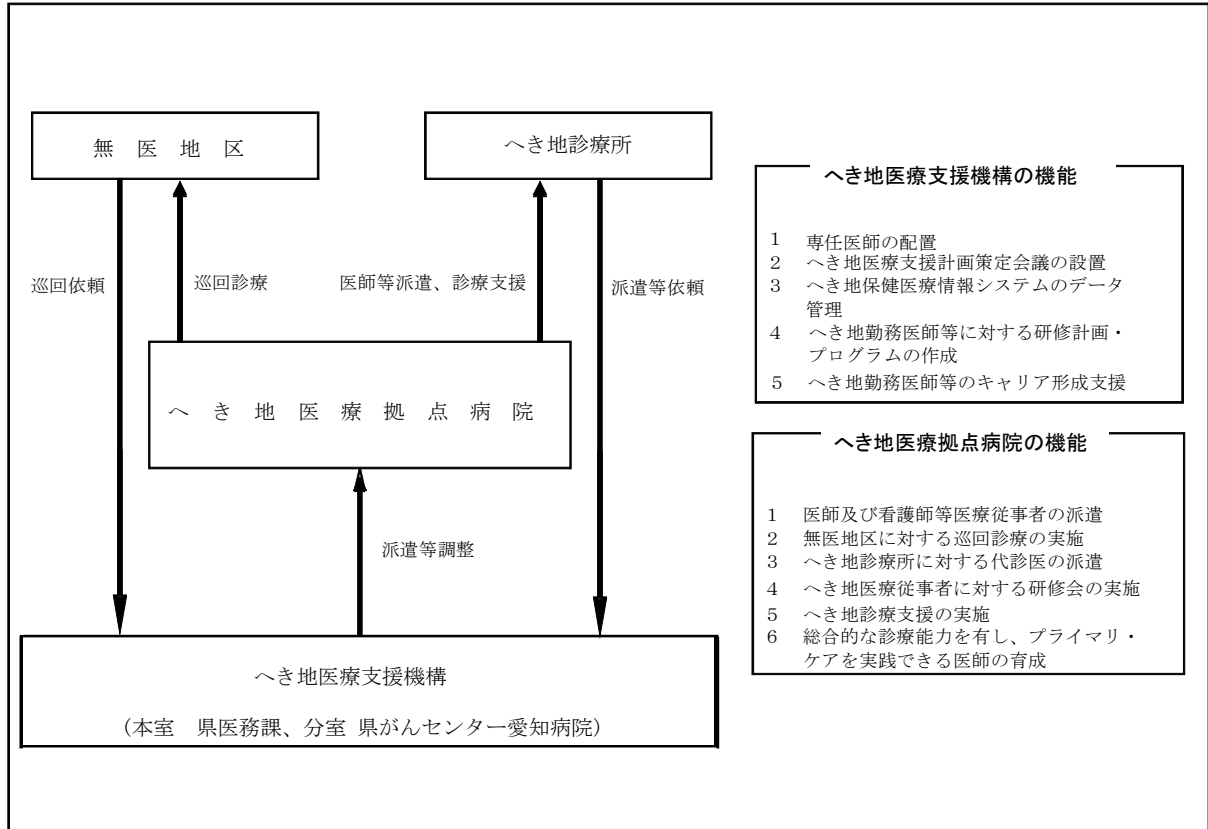 無　医　地　区
へき地診療所
巡回依頼
巡回診療
医師等派遣、診療支援
派遣等依頼
へ　き　地　医　療　拠　点　病　院
派遣等調整
へき地医療支援機構
（本室　県医務課、分室 県がんセンター愛知病院）
へき地医療支援機構の機能
１　専任医師の配置
２　へき地医療支援計画策定会議の設置
３　へき地保健医療情報システムのデータ
管理
４　へき地勤務医師等に対する研修計画・
プログラムの作成
５　へき地勤務医師等のキャリア形成支援
へき地医療拠点病院の機能
１　医師及び看護師等医療従事者の派遣
２　無医地区に対する巡回診療の実施
３　へき地診療所に対する代診医の派遣
４　へき地医療従事者に対する研修会の実施
５　へき地診療支援の実施
６　総合的な診療能力を有し、プライマリ・
ケアを実践できる医師の育成